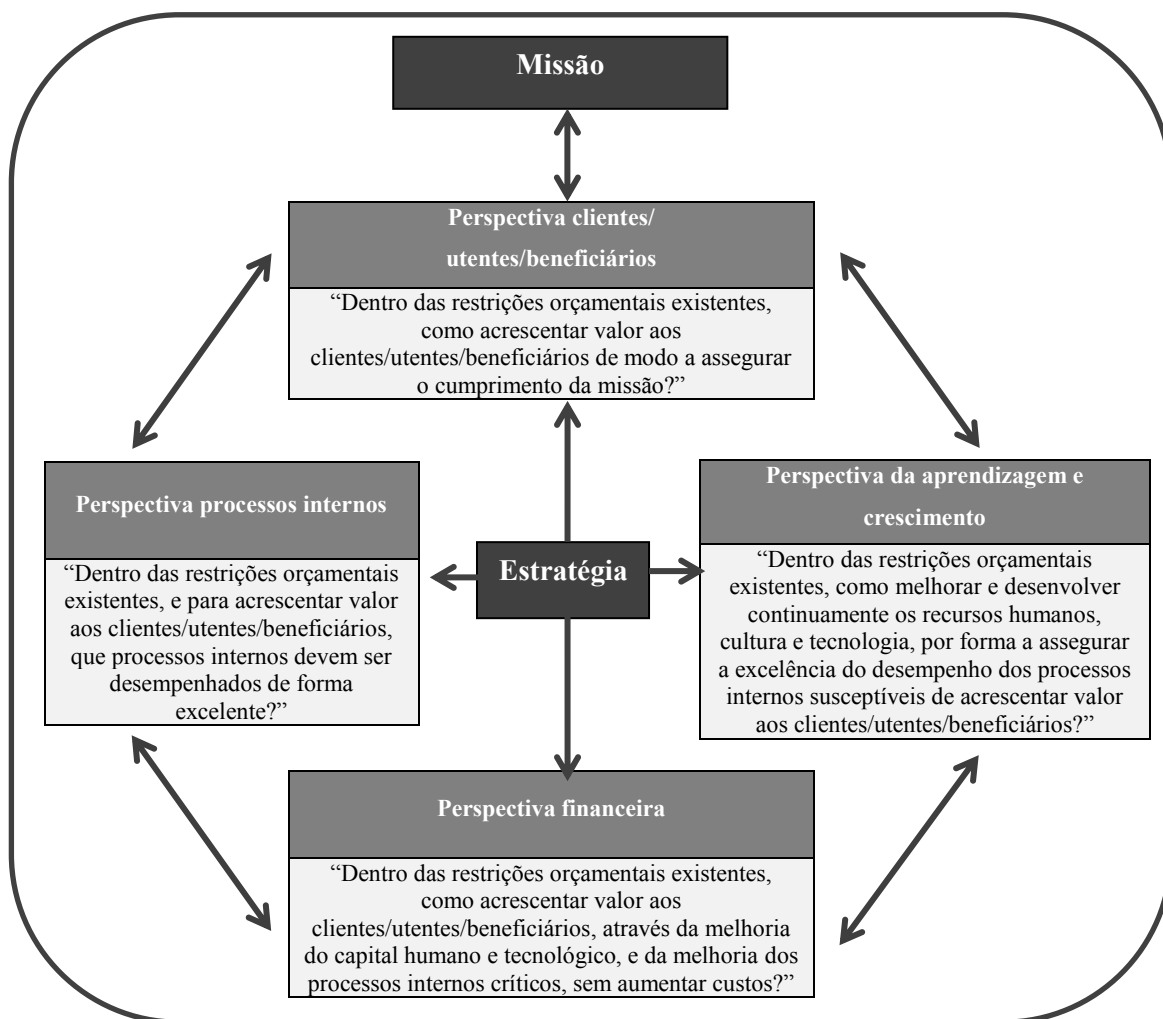 Missão
Perspectiva clientes/
utentes/beneficiários
“Dentro das restrições orçamentais existentes,
como acrescentar valor aos
clientes/utentes/beneficiários de modo a assegurar
o cumprimento da missão?”
Perspectiva processos internos
“Dentro das restrições orçamentais
existentes, e para acrescentar valor
aos clientes/utentes/beneficiários,
que processos internos devem ser
desempenhados de forma
excelente?”
Estratégia
Perspectiva da aprendizagem e
crescimento
“Dentro das restrições orçamentais
existentes, como melhorar e desenvolver
continuamente os recursos humanos,
cultura e tecnologia, por forma a assegurar
a excelência do desempenho dos processos
internos susceptíveis de acrescentar valor
aos clientes/utentes/beneficiários?”
Perspectiva financeira
“Dentro das restrições orçamentais existentes,
como acrescentar valor aos
clientes/utentes/beneficiários, através da melhoria
do capital humano e tecnológico, e da melhoria dos
processos internos críticos, sem aumentar custos?”